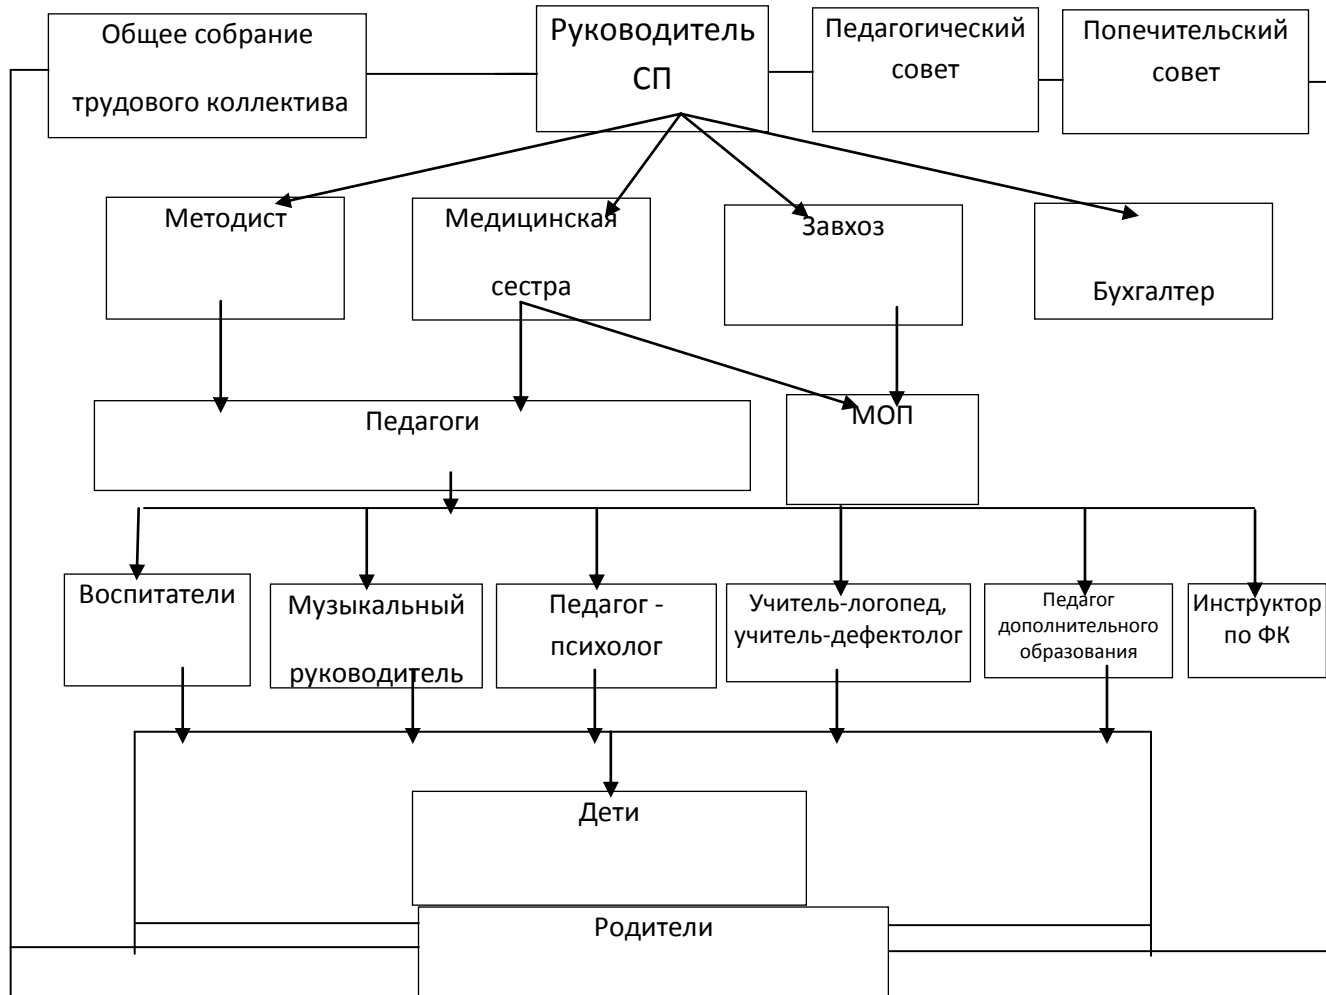 Общее собрание
трудового коллектива
Руководитель
СП
Педагогический
совет
Попечительский
совет
Методист
Медицинская
сестра
Завхоз
Бухгалтер
Педагоги
МОП
Воспитатели
Музыкальный
руководитель
Педагог -
психолог
Учитель-логопед,
учитель-дефектолог
Педагог
дополнительного
образования
Инструктор
по ФК
Дети
Родители